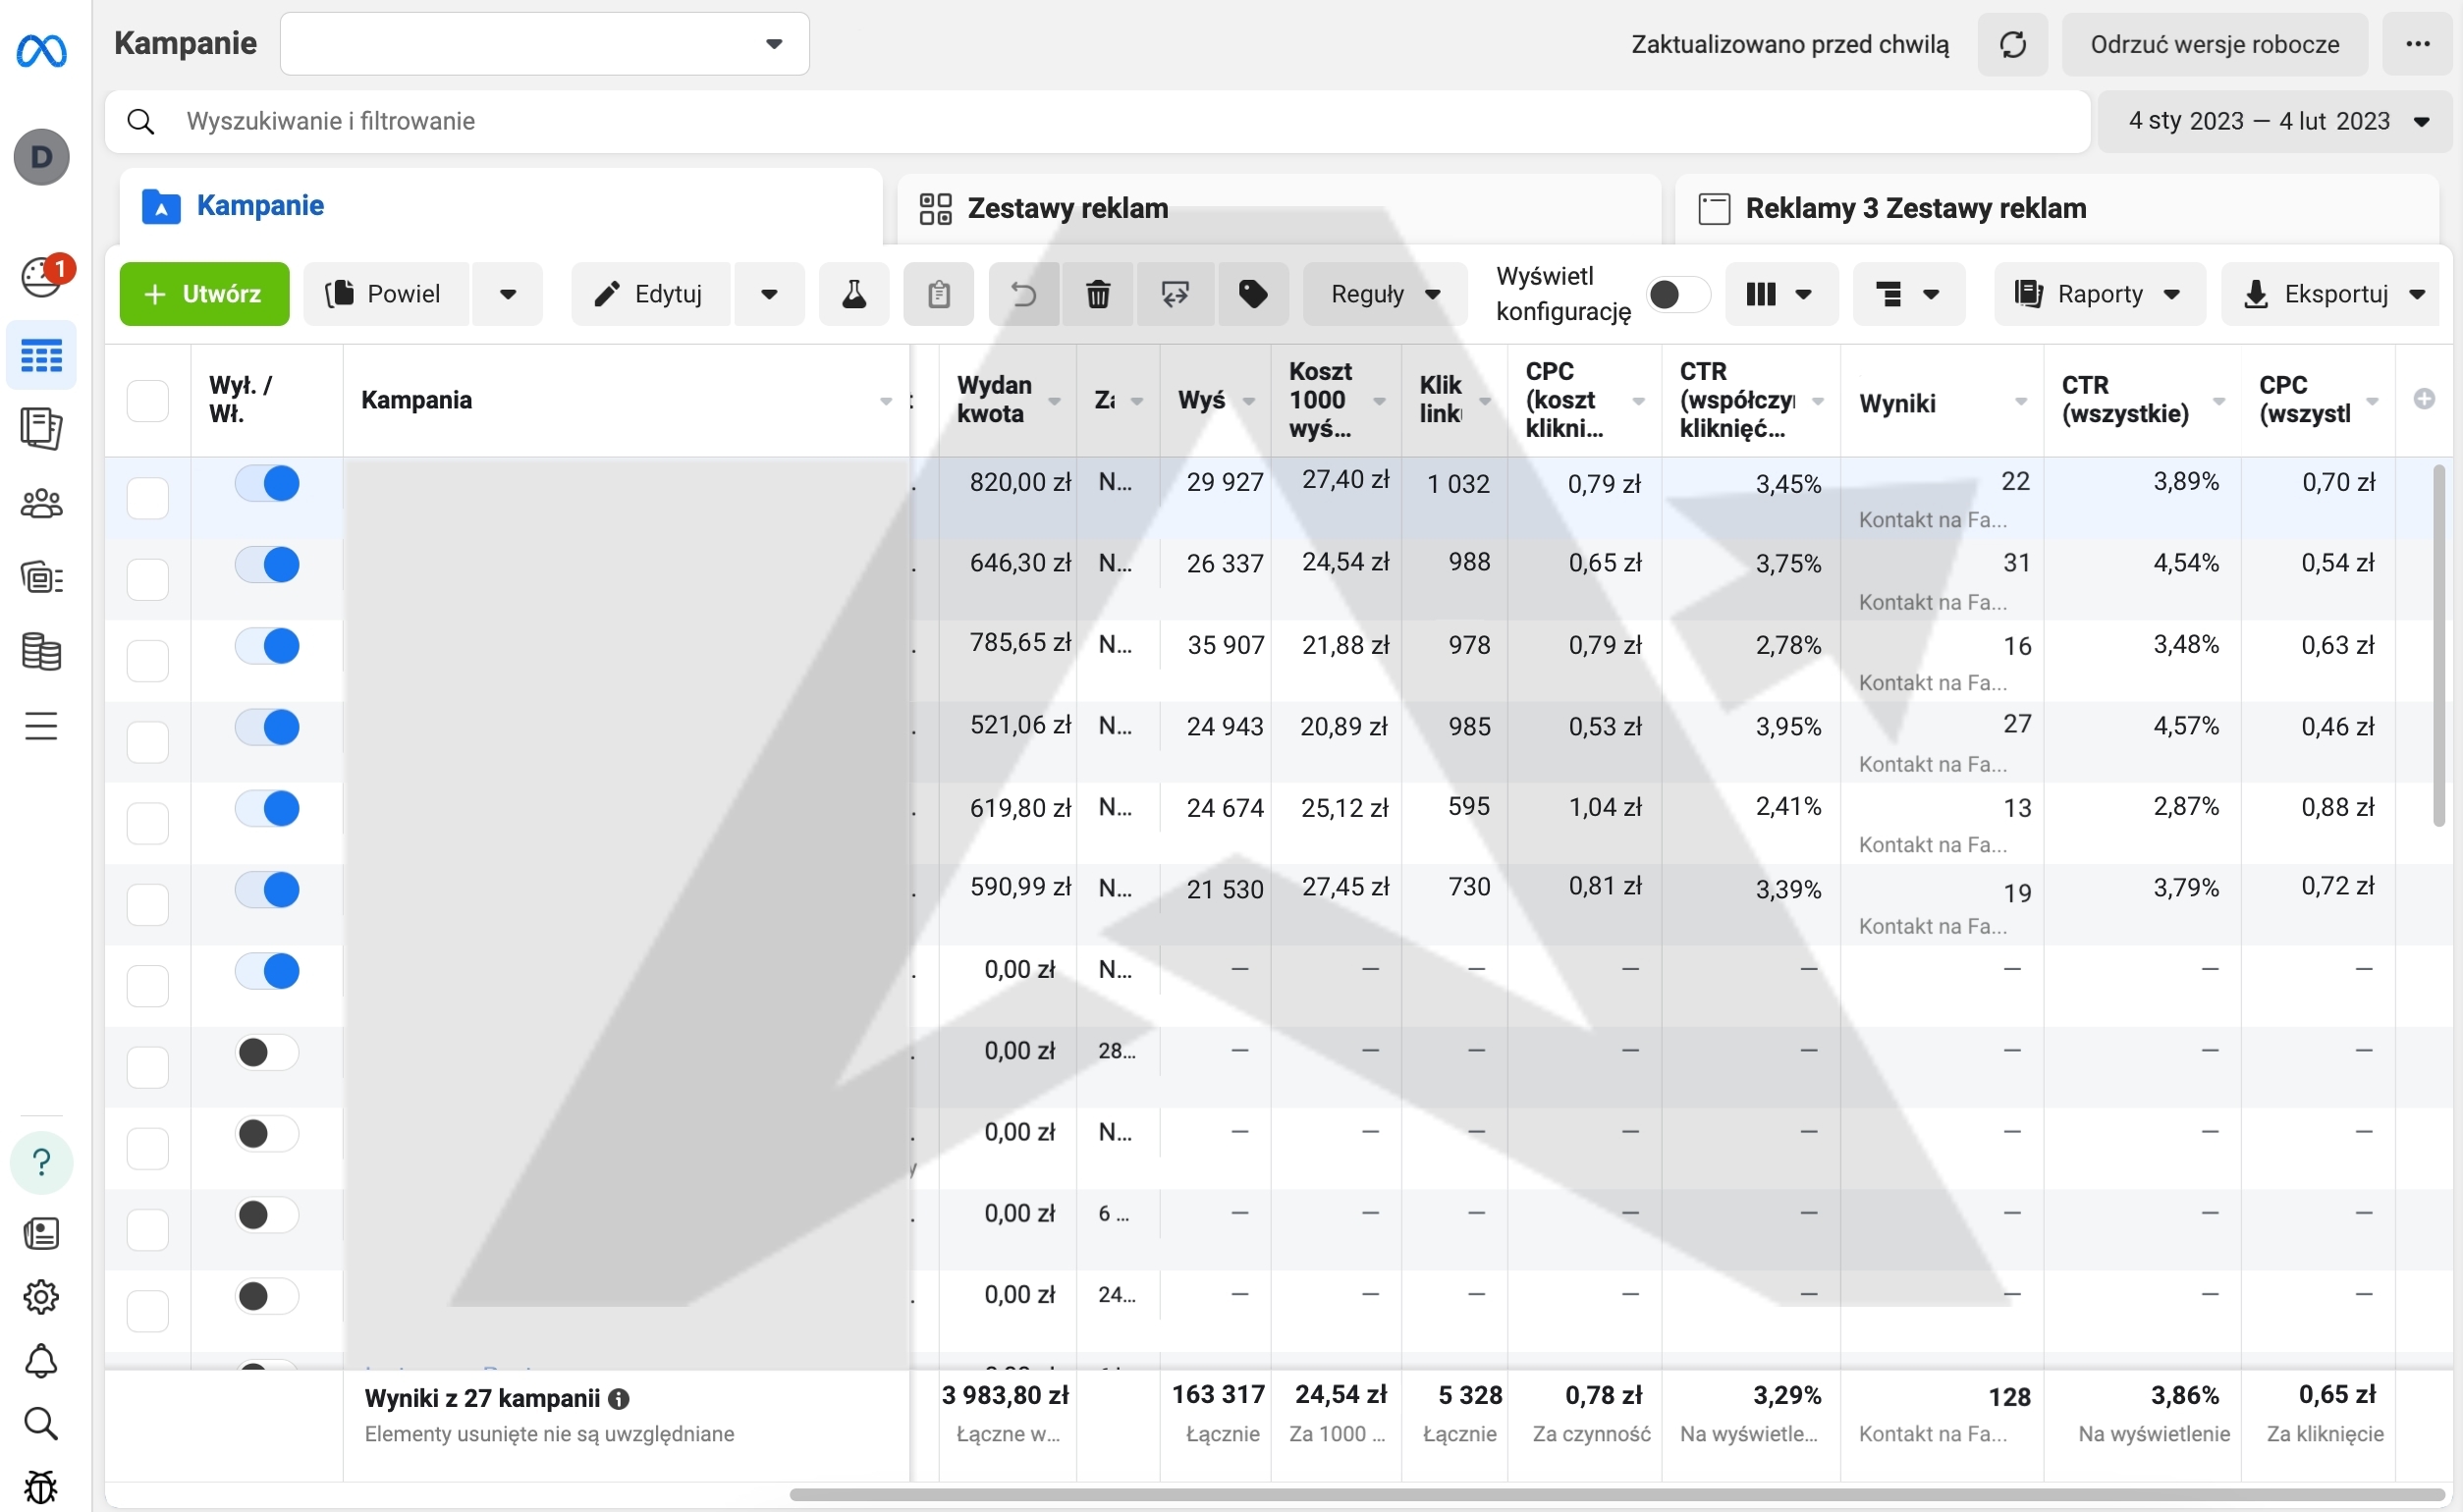 Kampanie
Zaktualizowano przed chwilą
Odrzuć wersje robocze
D
Wyszukiwanie i filtrowanie
4 sty 2023 — 4 lut 2023
1
Kampanie
Zestawy reklam
Reklamy 3 Zestawy reklam
+ Utwórz
Powiel
Edytuj
Reguły
Wyświetl
konfigurację
Raporty
Eksportuj
Wył. /
Wł.
Kampania
Wydan
kwota
Za
Wyś
Koszt
1000
wyś...
Klik
link
CPC
(koszt
klikni...
CTR
(współczy
kliknięć...
Wyniki
CTR
(wszystkie)
CPC
(wszystl
820,00 zł N... 29 927 27,40 zł 1 032 0,79 zł 3,45% 22 3,89% 0,70 zł
Kontakt na Fa...
646,30 zł N... 26 337 24,54 zł 988 0,65 zł 3,75% 31 4,54% 0,54 zł
Kontakt na Fa...
785,65 zł N... 35 907 21,88 zł 978 0,79 zł 2,78% 16 3,48% 0,63 zł
Kontakt na Fa...
521,06 zł N... 24 943 20,89 zł 985 0,53 zł 3,95% 27 4,57% 0,46 zł
Kontakt na Fa...
619,80 zł N... 24 674 25,12 zł 595 1,04 zł 2,41% 13 2,87% 0,88 zł
Kontakt na Fa...
590,99 zł N... 21 530 27,45 zł 730 0,81 zł 3,39% 19 3,79% 0,72 zł
Kontakt na Fa...
0,00 zł N... — — — — — — — —
0,00 zł 28... — — — — — — — —
0,00 zł N... — — — — — — — —
0,00 zł 6 ... — — — — — — — —
0,00 zł 24... — — — — — — — —
Wyniki z 27 kampanii
3 983,80 zł 163 317 24,54 zł 5 328 0,78 zł 3,29% 128 3,86% 0,65 zł
Elementy usunięte nie są uwzględniane
Łączne w... Łącznie Za 1000 ... Łącznie Za czynność Na wyświetle... Kontakt na Fa... Na wyświetlenie Za kliknięcie